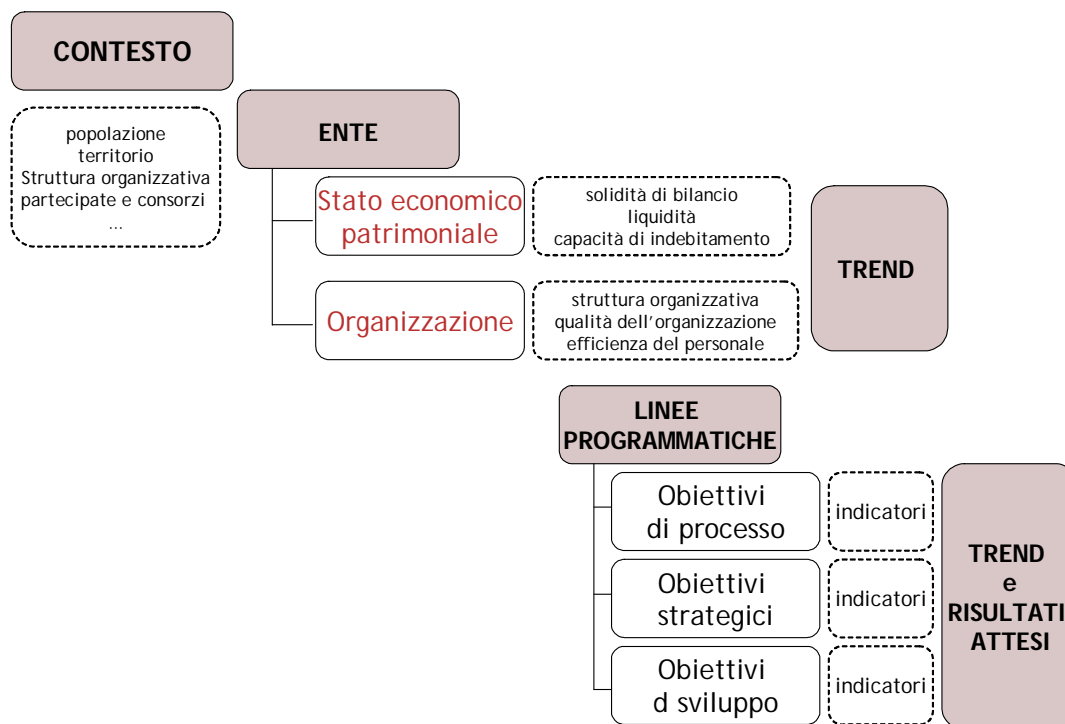 CONTESTO
popolazione
territorio
Struttura organizzativa
partecipate e consorzi
...
ENTE
Stato economico
patrimoniale
solidità di bilancio
liquidità
capacità di indebitamento
Organizzazione
struttura organizzativa
qualità dell'organizzazione
efficienza del personale
TREND
LINEE
PROGRAMMATICHE
Obiettivi
di processo
indicatori
Obiettivi
strategici
indicatori
Obiettivi
d sviluppo
indicatori
TREND
e
RISULTATI
ATTESI